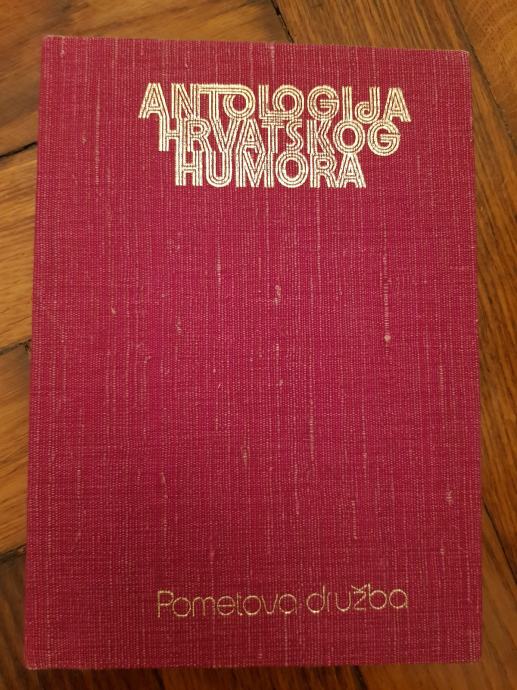 ANTOLOGIJA
HRVATSKOG
HUMORA
Pometova družba